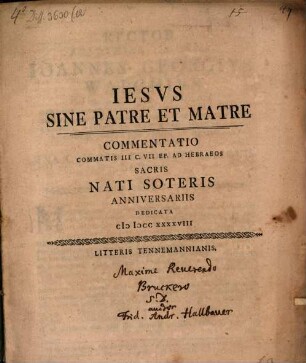 IESVS
SINE PATRE ET MATRE
COMMENTATIO
COMMATIS III C. VII EP. AD HEBRAEOS
SACRIS
NATI SOTERIS
ANNIVERSARIIS
DEDICATA
cIɔ Iɔcc XXXXVIII
LITTERIS TENNEMANNIANIS.
Maxime Reverendo
Bruckero
auctor
Frid. Andr. Hallbauer